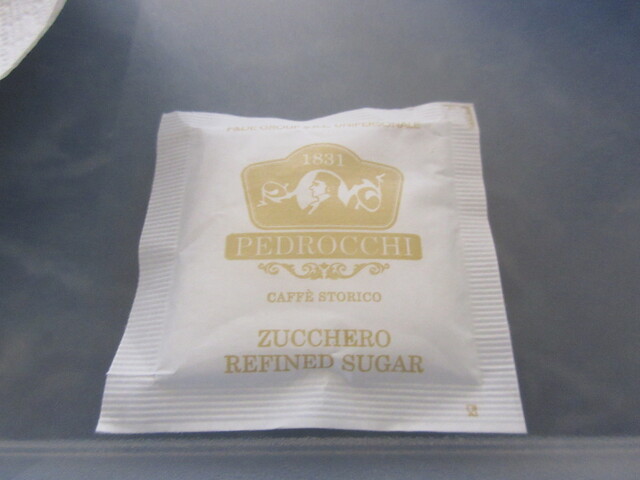 1831
PEDROCCHI
CAFFÈ STORICO
ZUCCHERO
REFINED SUGAR